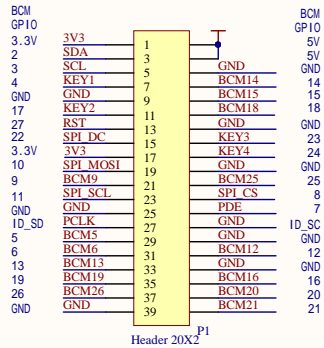 BCM BCM
GPIO GPIO
3.3V 3V3 1 5V
2 SDA 3 5V
3 SCL 5 GND GND
4 KEY1 7 BCM14 14
GND GND 9 BCM15 15
17 KEY2 11 BCM18 18
27 RST 13 GND GND
22 SPI_DC 15 KEY3 23
3.3V 3V3 17 KEY4 24
10 SPI_MOSI 19 GND GND
9 BCM9 21 BCM25 25
11 SPI_SCL 23 SPI_CS 8
GND GND 25 PDE 7
ID_SD PCLK 27 GND ID_SC
5 BCM5 29 GND GND
6 BCM6 31 BCM12 12
13 BCM13 33 GND GND
19 BCM19 35 BCM16 16
26 BCM26 37 BCM20 20
GND GND 39 BCM21 21
P1
Header 20X2